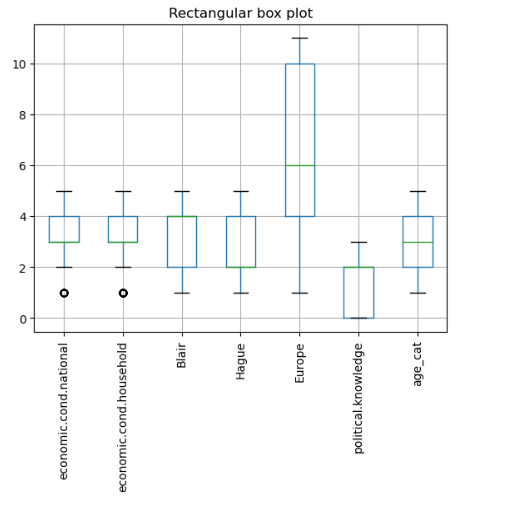 Rectangular box plot
10
8
6
4
2
0
economic.cond.national
economic.cond.household
Blair
Hague
Europe
political.knowledge
age_cat